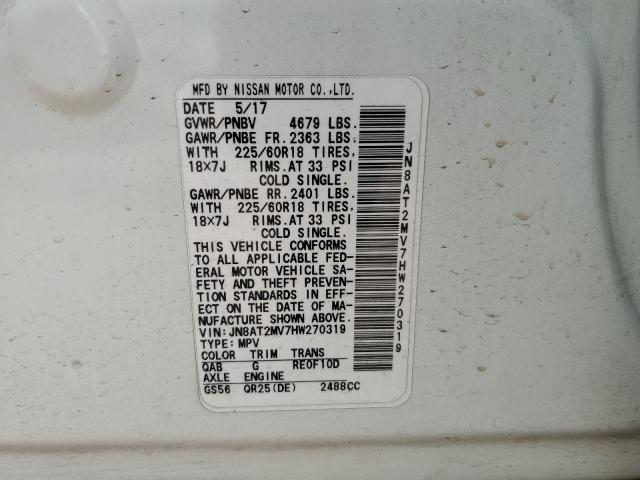 MFD BY NISSAN MOTOR CO.,LTD.
DATE 5/17
GVWR/PNBV 4679 LBS.
GAWR/PNBE FR. 2363 LBS.
WITH 225/60R18 TIRES,
18X7J RIMS.AT 33 PSI
COLD SINGLE.
GAWR/PNBE RR. 2401 LBS.
WITH 225/60R18 TIRES,
18X7J RIMS.AT 33 PSI
COLD SINGLE.
THIS VEHICLE CONFORMS
TO ALL APPLICABLE FED-
ERAL MOTOR VEHICLE SA-
FETY AND THEFT PREVEN-
TION STANDARDS IN EFF-
ECT ON THE DATE OF MA-
NUFACTURE SHOWN ABOVE.
VIN:JN8AT2MV7HW270319
TYPE:MPV
COLOR TRIM TRANS
QAB G RE0F10D
AXLE ENGINE
GS56 QR25(DE) 2488CC
JN8AT2MV7HW270319